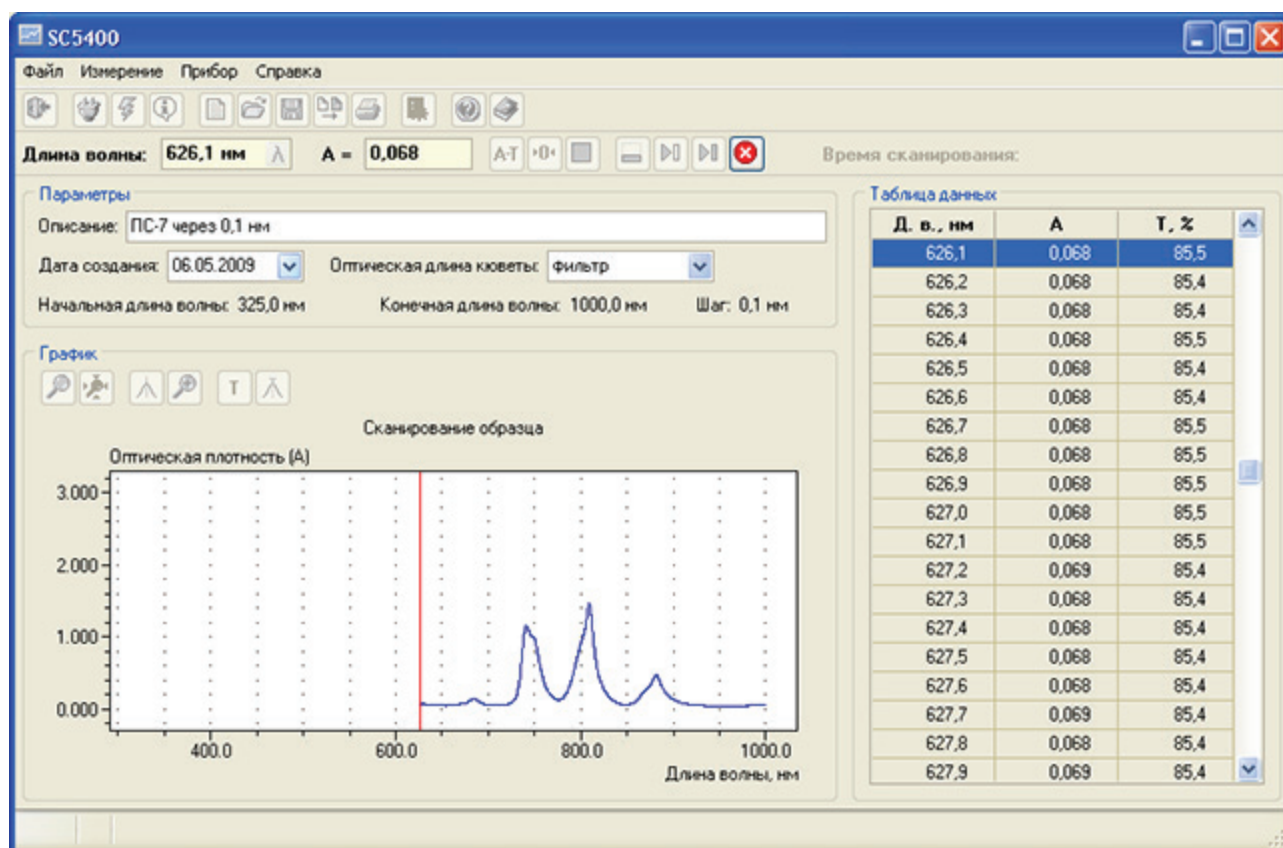 SC5400
Файл Измерение Прибор Справка
Длина волны: 626,1 нм λ A = 0,068 A-T ›0‹ Время сканирования:
Параметры
Описание: ПС-7 через 0,1 нм
Дата создания: 06.05.2009 Оптическая длина кюветы: фильтр
Начальная длина волны: 325,0 нм Конечная длина волны: 1000,0 нм Шаг: 0,1 нм
График
T
Сканирование образца
Оптическая плотность (A)
3.000
2.000
1.000
0.000
400.0 600.0 800.0 1000.0
Длина волны, нм
Таблица данных
Д. в., нм A T, %
626,1 0,068 85,5
626,2 0,068 85,4
626,3 0,068 85,4
626,4 0,068 85,5
626,5 0,068 85,4
626,6 0,068 85,4
626,7 0,068 85,5
626,8 0,068 85,5
626,9 0,068 85,5
627,0 0,068 85,5
627,1 0,068 85,5
627,2 0,069 85,4
627,3 0,068 85,4
627,4 0,068 85,4
627,5 0,068 85,4
627,6 0,068 85,4
627,7 0,069 85,4
627,8 0,068 85,4
627,9 0,069 85,4